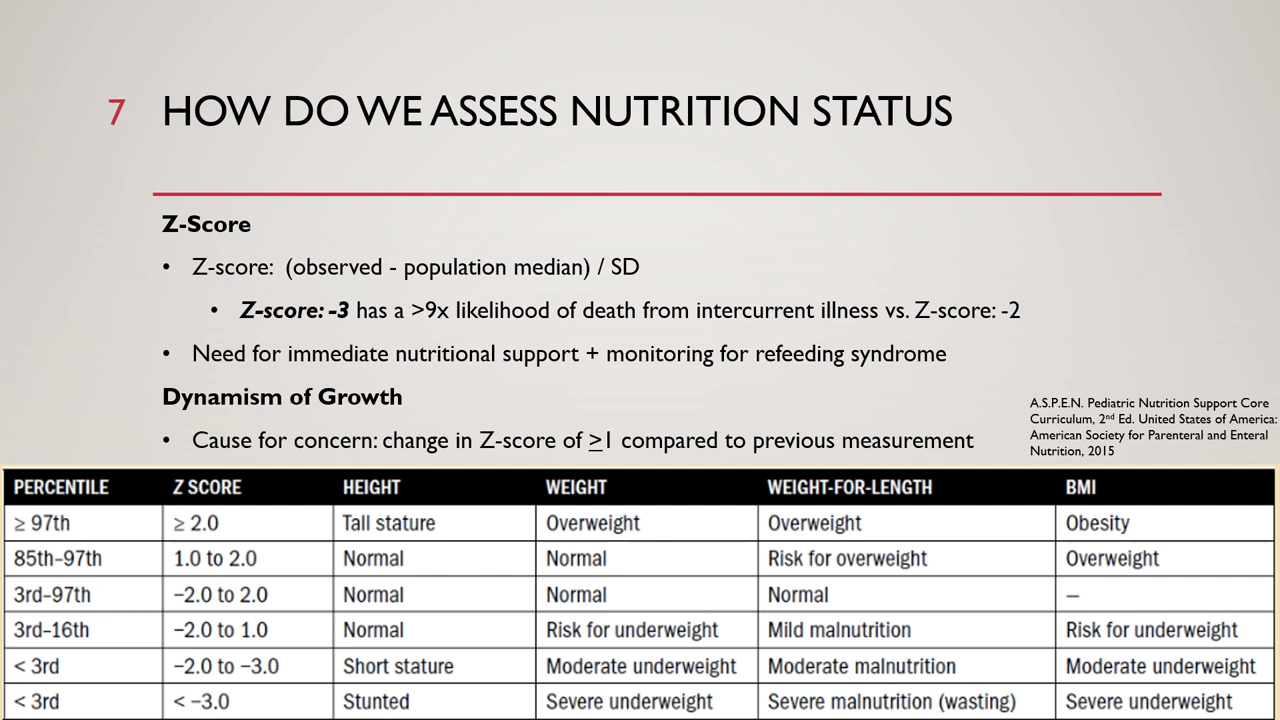 7 HOW DO WE ASSESS NUTRITION STATUS
Z-Score
• Z-score: (observed - population median) / SD
• Z-score: -3 has a >9x likelihood of death from intercurrent illness vs. Z-score: -2
• Need for immediate nutritional support + monitoring for refeeding syndrome
Dynamism of Growth
• Cause for concern: change in Z-score of ≥1 compared to previous measurement
A.S.P.E.N. Pediatric Nutrition Support Core
Curriculum, 2nd Ed. United States of America:
American Society for Parenteral and Enteral
Nutrition, 2015
PERCENTILE Z SCORE HEIGHT WEIGHT WEIGHT-FOR-LENGTH BMI
≥ 97th ≥ 2.0 Tall stature Overweight Overweight Obesity
85th–97th 1.0 to 2.0 Normal Normal Risk for overweight Overweight
3rd–97th −2.0 to 2.0 Normal Normal Normal —
3rd–16th −2.0 to 1.0 Normal Risk for underweight Mild malnutrition Risk for underweight
< 3rd −2.0 to −3.0 Short stature Moderate underweight Moderate malnutrition Moderate underweight
< 3rd < −3.0 Stunted Severe underweight Severe malnutrition (wasting) Severe underweight